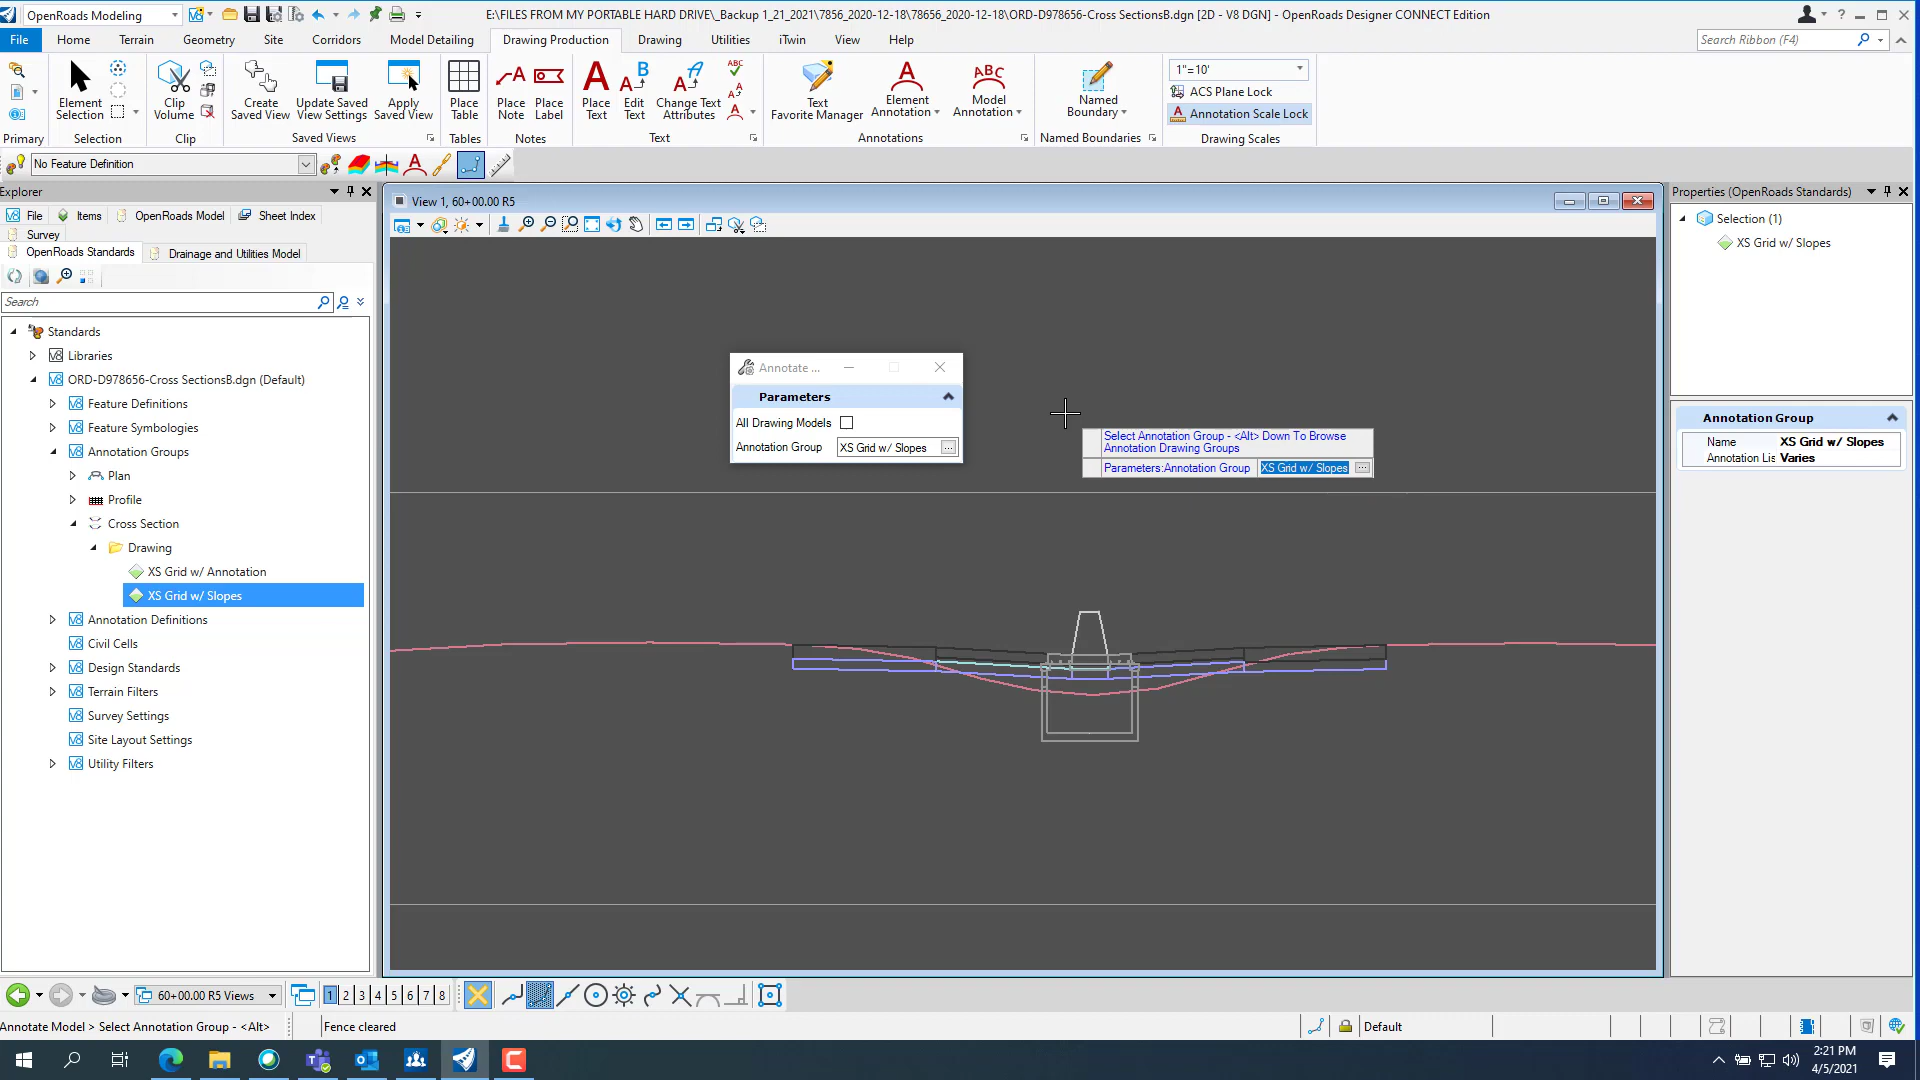 OpenRoads Modeling
E:\FILES FROM MY PORTABLE HARD DRIVE\_Backup 1_21_2021\7856_2020-12-18\78656_2020-12-18\ORD-D978656-Cross SectionsB.dgn [2D - V8 DGN] - OpenRoads Designer CONNECT Edition
File Home Terrain Geometry Site Corridors Model Detailing Drawing Production Drawing Utilities iTwin View Help
Search Ribbon (F4)
Element Selection
Clip Volume
Create Saved View
Update Saved View Settings
Apply Saved View
Place Table
Place Note
Place Label
Place Text
Edit Text
Change Text Attributes
Text Favorite Manager
Element Annotation
Model Annotation
Named Boundary
1"=10'
ACS Plane Lock
Annotation Scale Lock
Primary Selection Clip Saved Views Tables Notes Text Annotations Named Boundaries Drawing Scales
No Feature Definition
Explorer
File Items OpenRoads Model Sheet Index
Survey
OpenRoads Standards Drainage and Utilities Model
Search
Standards
Libraries
ORD-D978656-Cross SectionsB.dgn (Default)
Feature Definitions
Feature Symbologies
Annotation Groups
Plan
Profile
Cross Section
Drawing
XS Grid w/ Annotation
XS Grid w/ Slopes
Annotation Definitions
Civil Cells
Design Standards
Terrain Filters
Survey Settings
Site Layout Settings
Utility Filters
View 1, 60+00.00 R5
Annotate ...
Parameters
All Drawing Models
Annotation Group XS Grid w/ Slopes
Select Annotation Group - <Alt> Down To Browse
Annotation Drawing Groups
Parameters:Annotation Group XS Grid w/ Slopes
Properties (OpenRoads Standards)
Selection (1)
XS Grid w/ Slopes
Annotation Group
Name XS Grid w/ Slopes
Annotation Lis Varies
60+00.00 R5 Views 1 2 3 4 5 6 7 8
Annotate Model > Select Annotation Group - <Alt> Fence cleared Default
2:21 PM
4/5/2021